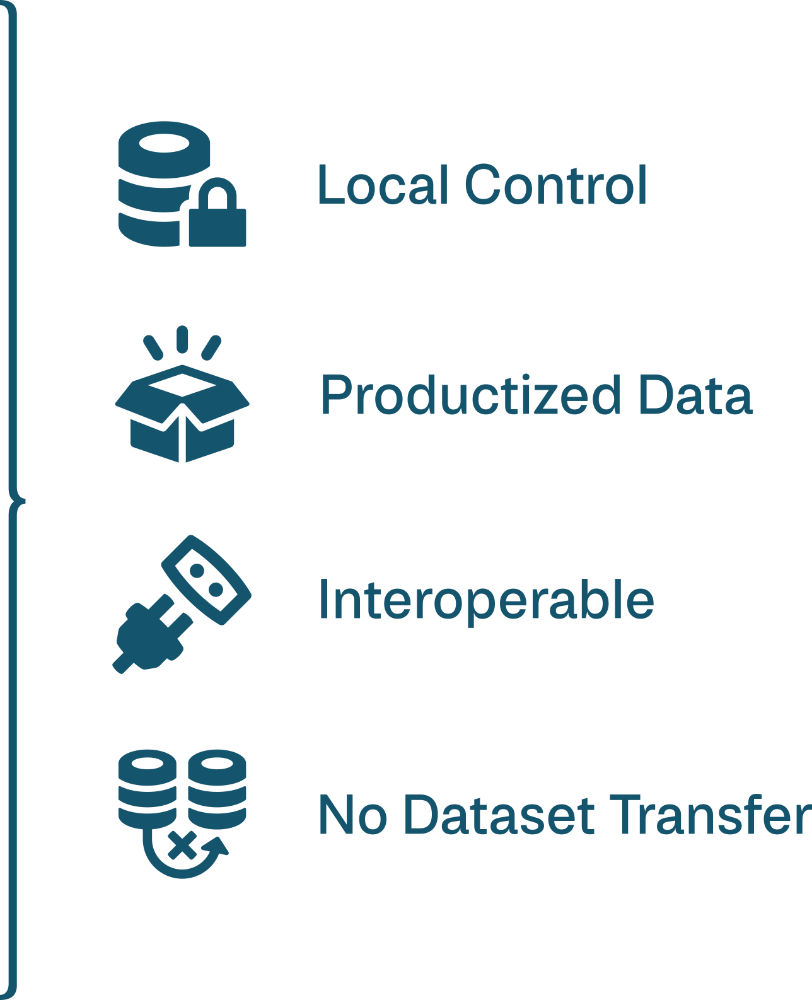 Local Control
Productized Data
Interoperable
No Dataset Transfer